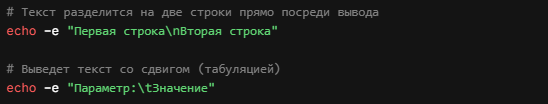 # Текст разделится на две строки прямо посреди вывода
echo -e "Первая строка\nВторая строка"
# Выведет текст со сдвигом (табуляцией)
echo -e "Параметр:\tЗначение"